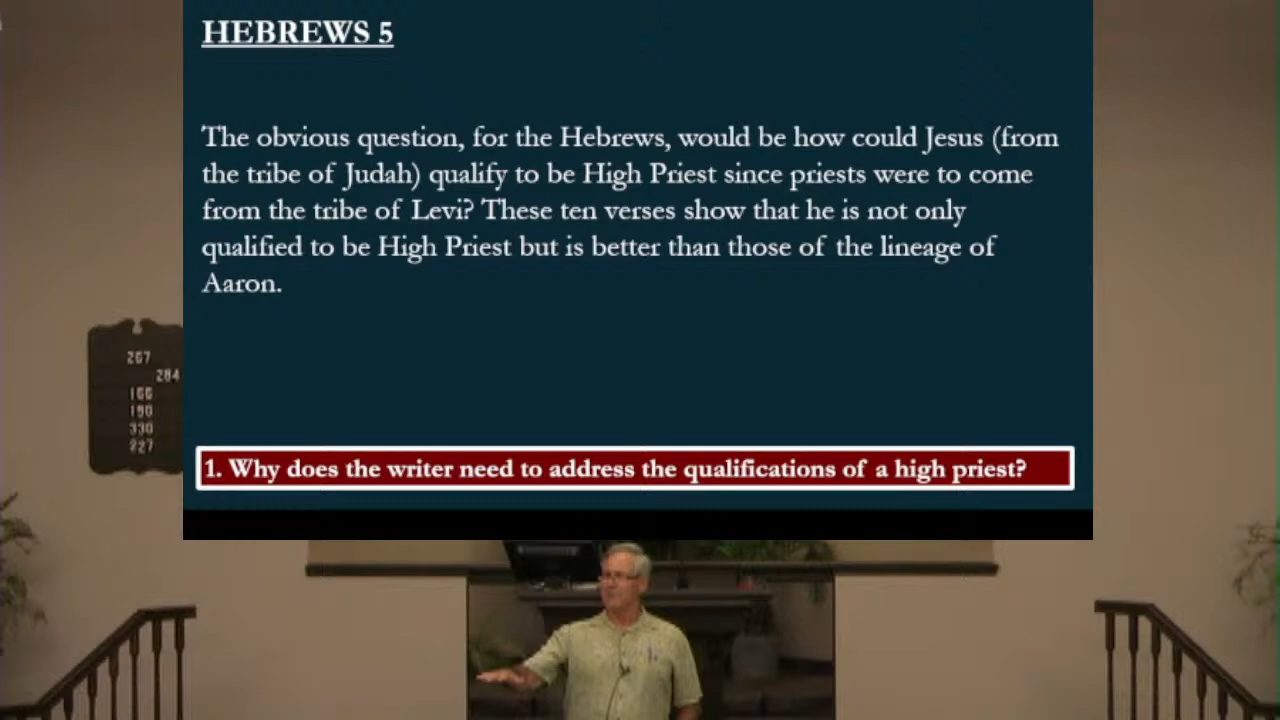 HEBREWS 5
The obvious question, for the Hebrews, would be how could Jesus (from
the tribe of Judah) qualify to be High Priest since priests were to come
from the tribe of Levi? These ten verses show that he is not only
qualified to be High Priest but is better than those of the lineage of
Aaron.
267
284
166
190
330
227
1. Why does the writer need to address the qualifications of a high priest?